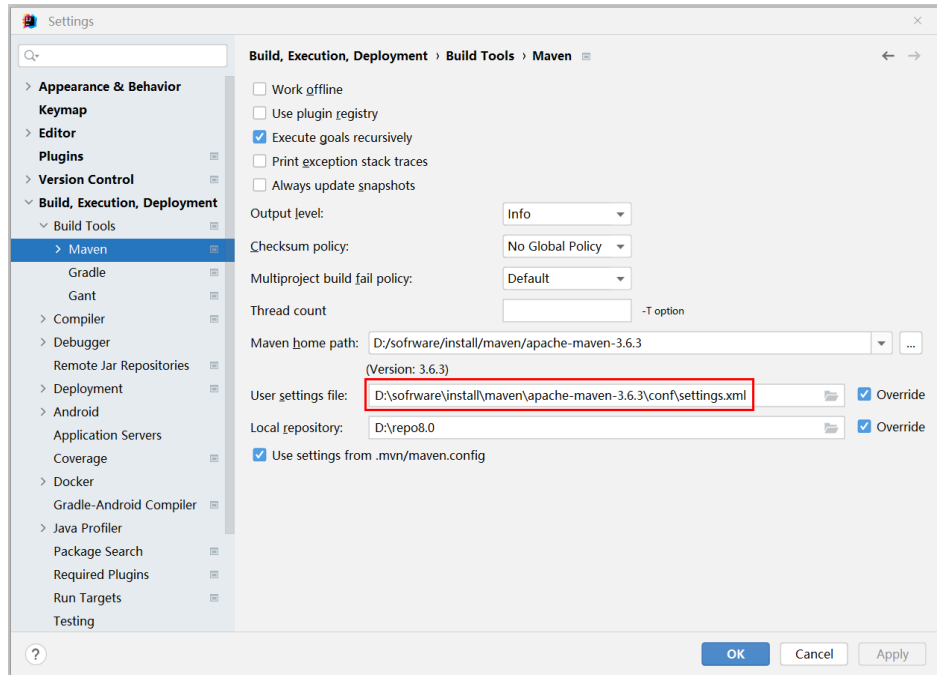 Settings
Build, Execution, Deployment › Build Tools › Maven
Appearance & Behavior
Keymap
Editor
Plugins
Version Control
Build, Execution, Deployment
Build Tools
Maven
Gradle
Gant
Compiler
Debugger
Remote Jar Repositories
Deployment
Android
Application Servers
Coverage
Docker
Gradle-Android Compiler
Java Profiler
Package Search
Required Plugins
Run Targets
Testing
Work offline
Use plugin registry
Execute goals recursively
Print exception stack traces
Always update snapshots
Output level: Info
Checksum policy: No Global Policy
Multiproject build fail policy: Default
Thread count -T option
Maven home path: D:/sofrware/install/maven/apache-maven-3.6.3 ...
(Version: 3.6.3)
User settings file: D:\sofrware\install\maven\apache-maven-3.6.3\conf\settings.xml Override
Local repository: D:\repo8.0 Override
Use settings from .mvn/maven.config
? OK Cancel Apply